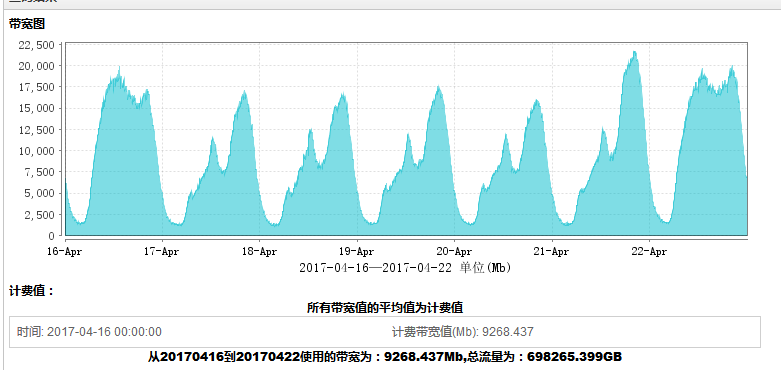 带宽图
22,500
20,000
17,500
15,000
12,500
10,000
7,500
5,000
2,500
0
16-Apr 17-Apr 18-Apr 19-Apr 20-Apr 21-Apr 22-Apr
2017-04-16—2017-04-22 单位(Mb)
计费值：
所有带宽值的平均值为计费值
时间: 2017-04-16 00:00:00 计费带宽值(Mb): 9268.437
从20170416到20170422使用的带宽为：9268.437Mb,总流量为：698265.399GB